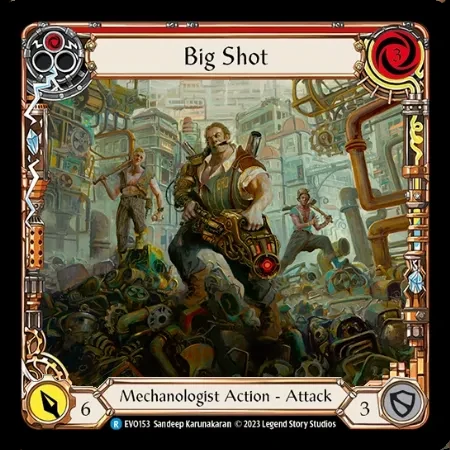 Big Shot
3
6
Mechanologist Action - Attack
3
R EVO153 Sandeep Karunakaran © 2023 Legend Story Studios